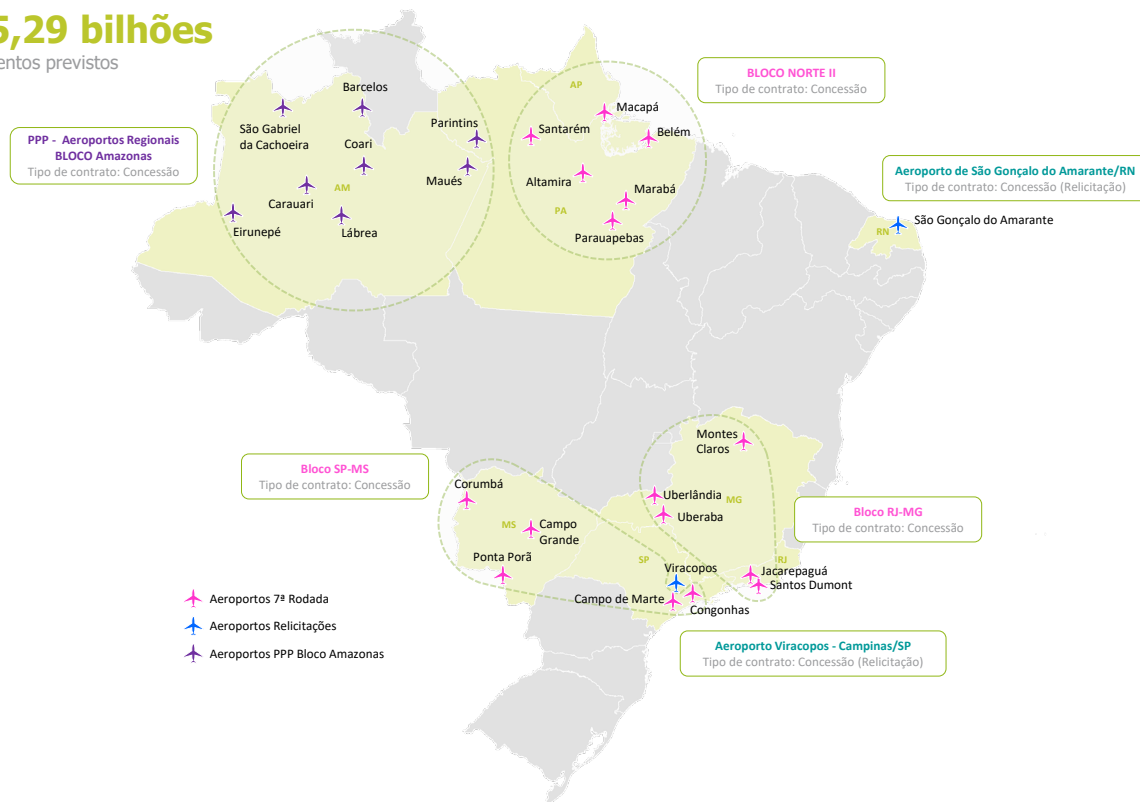 5,29 bilhões
entos previstos
BLOCO NORTE II
Tipo de contrato: Concessão
AP
Barcelos
Macapá
São Gabriel
da Cachoeira
Parintins
Santarém
Belém
PPP - Aeroportos Regionais
BLOCO Amazonas
Tipo de contrato: Concessão
Coari
Maués
Altamira
Aeroporto de São Gonçalo do Amarante/RN
Tipo de contrato: Concessão (Relicitação)
AM
Carauari
Marabá
PA
São Gonçalo do Amarante
Eirunepé
Lábrea
Parauapebas
RN
Montes
Claros
Bloco SP-MS
Tipo de contrato: Concessão
Corumbá
Uberlândia
MG
Uberaba
Bloco RJ-MG
Tipo de contrato: Concessão
MS
Campo
Grande
Ponta Porã
SP
Viracopos
RJ
Jacarepaguá
Santos Dumont
Campo de Marte
Congonhas
Aeroportos 7ª Rodada
Aeroportos Relicitações
Aeroportos PPP Bloco Amazonas
Aeroporto Viracopos - Campinas/SP
Tipo de contrato: Concessão (Relicitação)